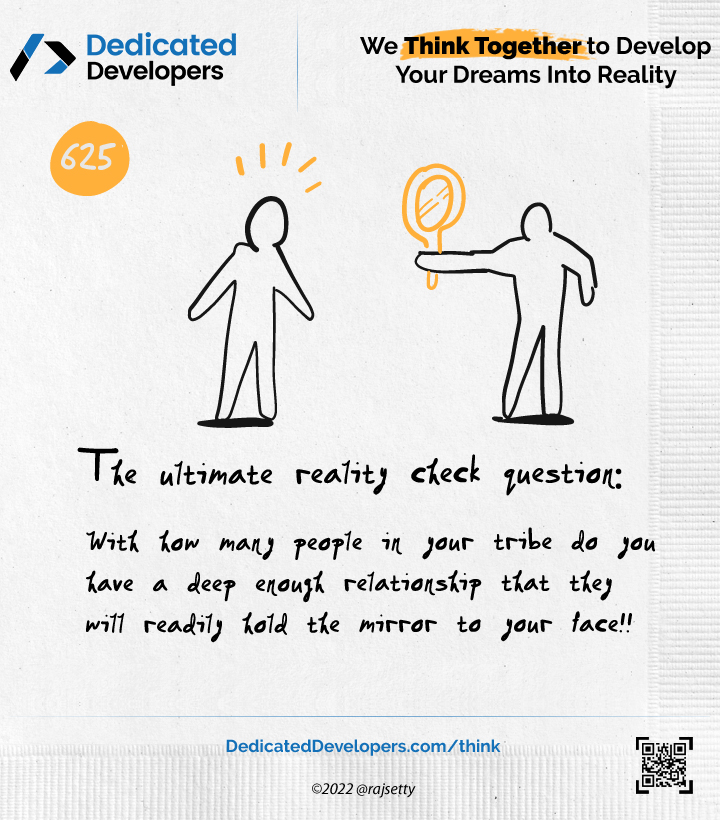 Dedicated
Developers
We Think Together to Develop
Your Dreams Into Reality
625
The ultimate reality check question:
With how many people in your tribe do you
have a deep enough relationship that they
will readily hold the mirror to your face!!
DedicatedDevelopers.com/think
©2022 @rajsetty